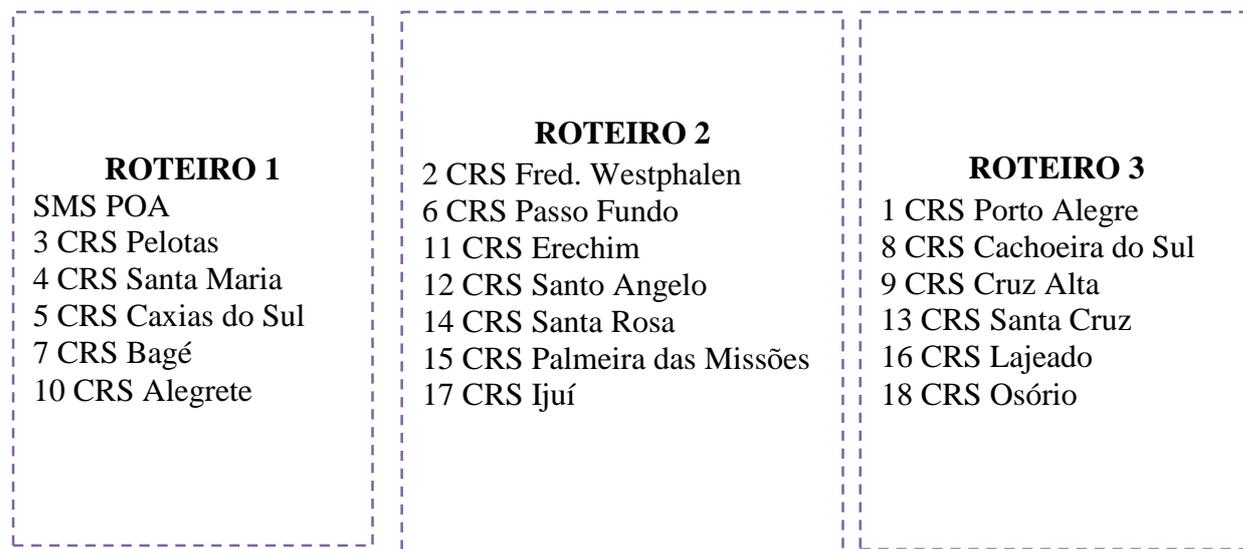 ROTEIRO 1
SMS POA
3 CRS Pelotas
4 CRS Santa Maria
5 CRS Caxias do Sul
7 CRS Bagé
10 CRS Alegrete
ROTEIRO 2
2 CRS Fred. Westphalen
6 CRS Passo Fundo
11 CRS Erechim
12 CRS Santo Angelo
14 CRS Santa Rosa
15 CRS Palmeira das Missões
17 CRS Ijuí
ROTEIRO 3
1 CRS Porto Alegre
8 CRS Cachoeira do Sul
9 CRS Cruz Alta
13 CRS Santa Cruz
16 CRS Lajeado
18 CRS Osório